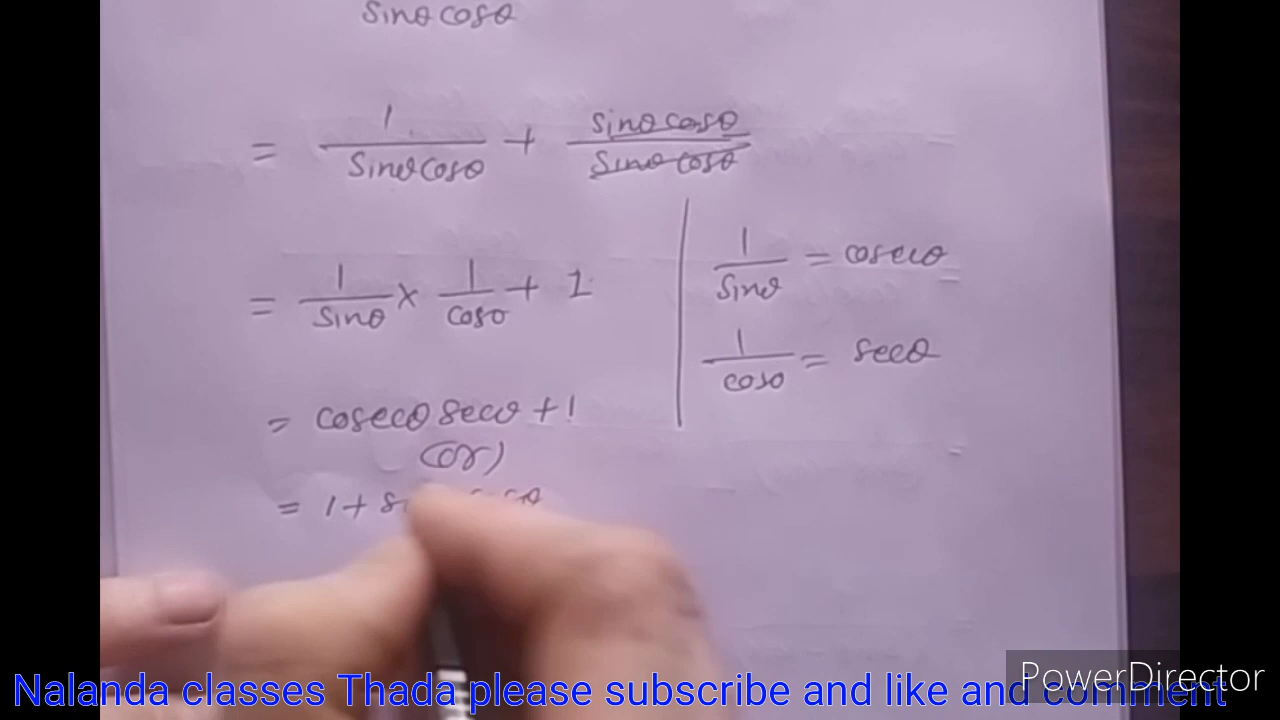 sinθ cosθ
= 1/(sinθ cosθ) + (sinθ cosθ)/(sinθ cosθ)
= 1/sinθ × 1/cosθ + 1
1/sinθ = cosecθ
1/cosθ = secθ
= cosecθ secθ + 1
(or)
= 1 +
Nalanda classes Thada please subscribe and like and comment
PowerDirector